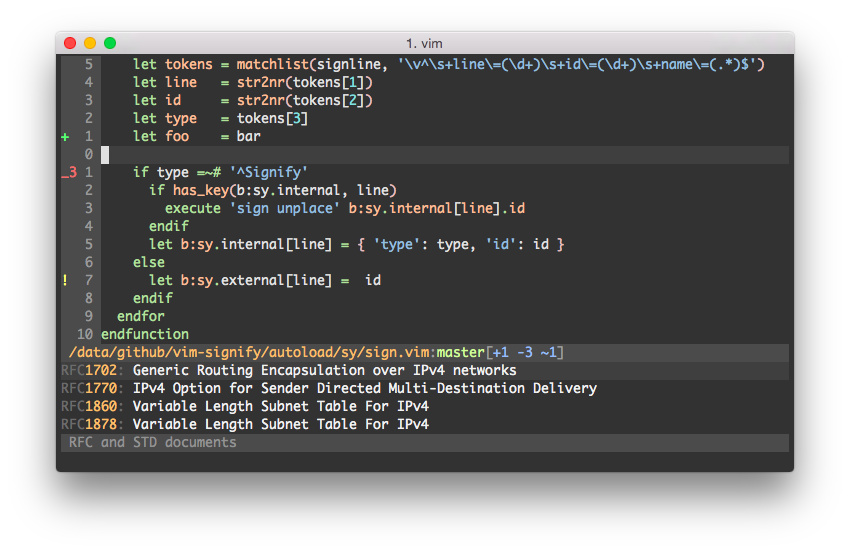 1. vim
5    let tokens = matchlist(signline, '\v^\s+line\=(\d+)\s+id\=(\d+)\s+name\=(.*)$')
4    let line   = str2nr(tokens[1])
3    let id     = str2nr(tokens[2])
2    let type   = tokens[3]
+ 1    let foo    = bar
0
_3 1    if type =~# '^Signify'
2      if has_key(b:sy.internal, line)
3        execute 'sign unplace' b:sy.internal[line].id
4      endif
5      let b:sy.internal[line] = { 'type': type, 'id': id }
6    else
! 7      let b:sy.external[line] =  id
8    endif
9  endfor
10 endfunction
/data/github/vim-signify/autoload/sy/sign.vim:master[+1 -3 ~1]
RFC1702: Generic Routing Encapsulation over IPv4 networks
RFC1770: IPv4 Option for Sender Directed Multi-Destination Delivery
RFC1860: Variable Length Subnet Table For IPv4
RFC1878: Variable Length Subnet Table For IPv4
RFC and STD documents